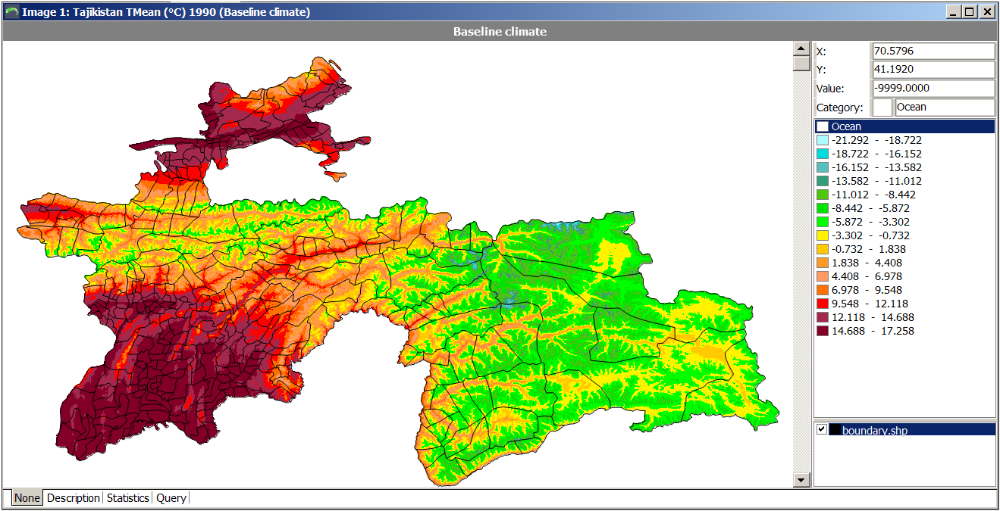 Image 1: Tajikistan TMean (°C) 1990 (Baseline climate)
Baseline climate
X: 70.5796
Y: 41.1920
Value: -9999.0000
Category: Ocean
Ocean
-21.292 - -18.722
-18.722 - -16.152
-16.152 - -13.582
-13.582 - -11.012
-11.012 - -8.442
-8.442 - -5.872
-5.872 - -3.302
-3.302 - -0.732
-0.732 - 1.838
1.838 - 4.408
4.408 - 6.978
6.978 - 9.548
9.548 - 12.118
12.118 - 14.688
14.688 - 17.258
boundary.shp
None Description Statistics Query